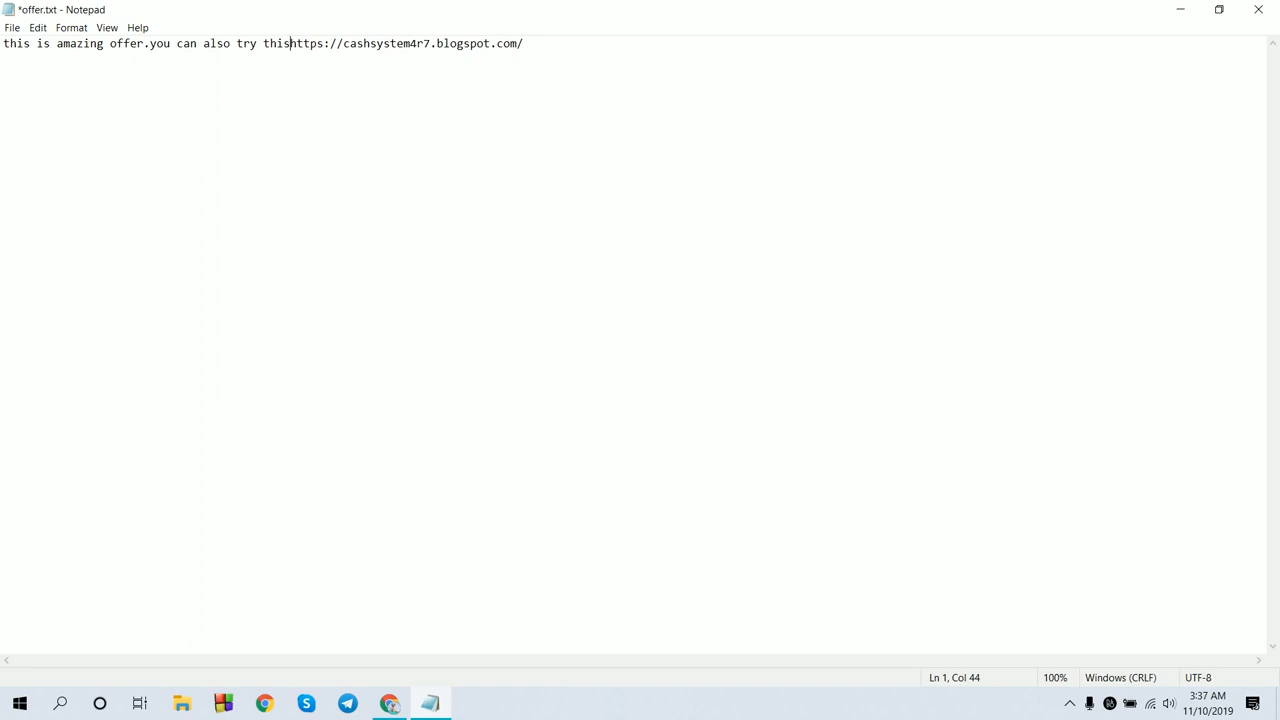 *offer.txt - Notepad
File Edit Format View Help
this is amazing offer.you can also try thishttps://cashsystem4r7.blogspot.com/
Ln 1, Col 44 100% Windows (CRLF) UTF-8
3:37 AM
11/10/2019